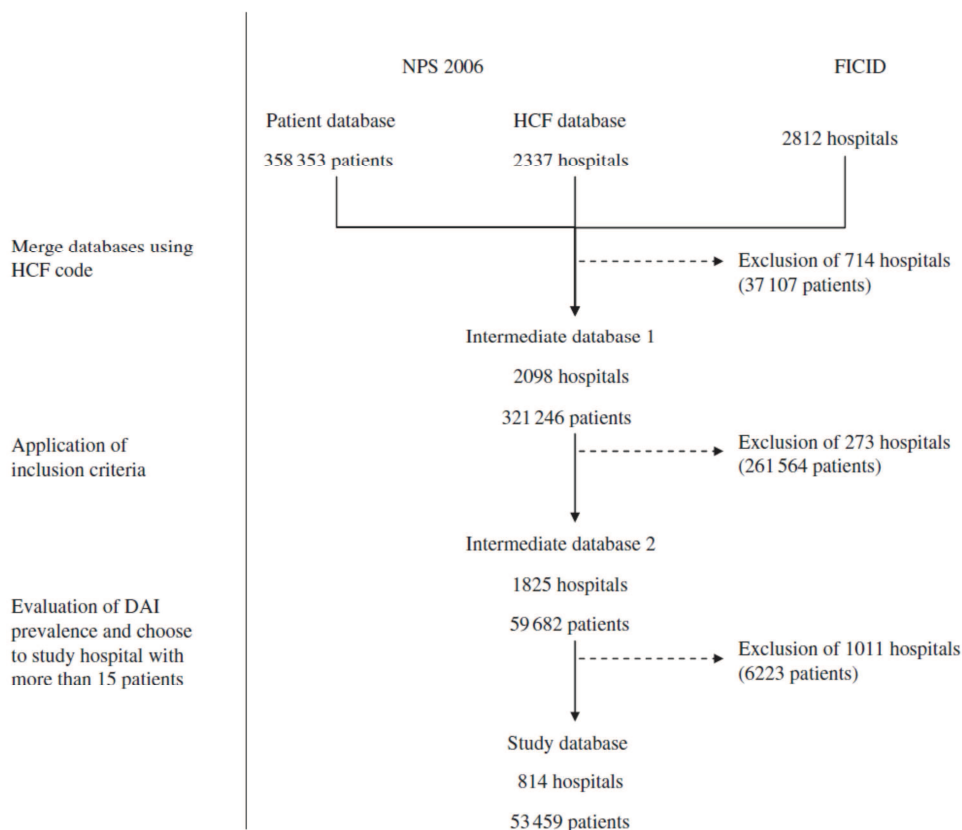 NPS 2006
FICID
Patient database
358 353 patients
HCF database
2337 hospitals
2812 hospitals
Merge databases using
HCF code
Exclusion of 714 hospitals
(37 107 patients)
Intermediate database 1
2098 hospitals
321 246 patients
Application of
inclusion criteria
Exclusion of 273 hospitals
(261 564 patients)
Intermediate database 2
1825 hospitals
59 682 patients
Evaluation of DAI
prevalence and choose
to study hospital with
more than 15 patients
Exclusion of 1011 hospitals
(6223 patients)
Study database
814 hospitals
53 459 patients